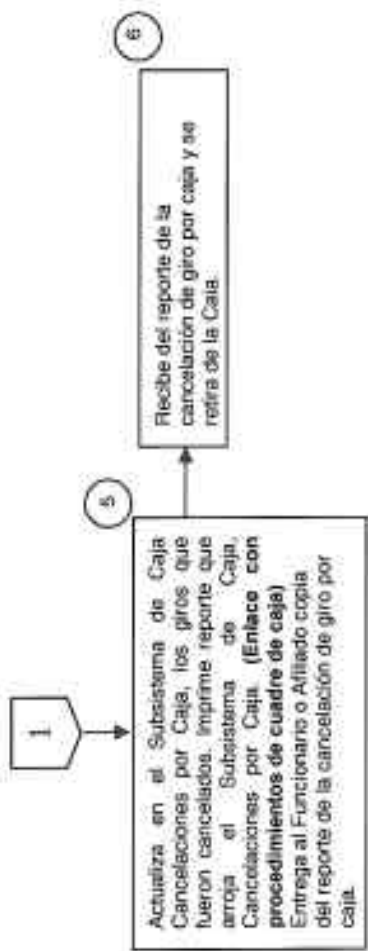 1
5
Actualiza en el Subsistema de Caja
Cancelaciones por Caja, los giros que
fueron cancelados. Imprime reporte que
arroja el Subsistema de Caja,
Cancelaciones por Caja. (Enlace con
procedimientos de cuadre de caja)
Entrega al Funcionario o Afiliado copia
del reporte de la cancelación de giro por
caja.
6
Recibe del reporte de la
cancelación de giro por caja y se
retira de la Caja.